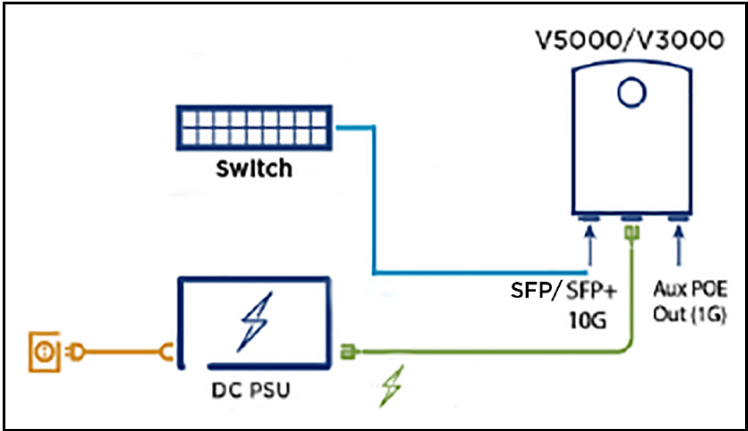 V5000/V3000
Switch
SFP/ SFP+
10G
Aux POE
Out (1G)
DC PSU